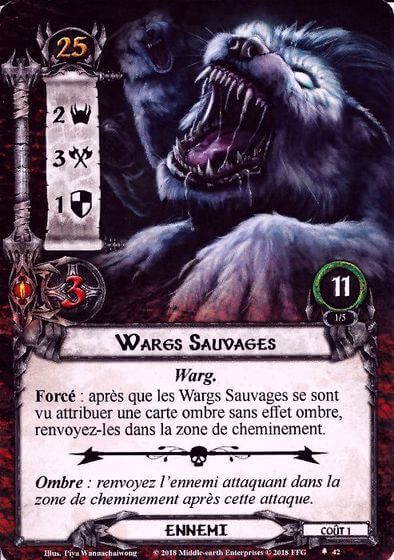 25
2
3
1
3
11
1/5
WARGS SAUVAGES
Warg.
Forcé : après que les Wargs Sauvages se sont
vu attribuer une carte ombre sans effet ombre,
renvoyez-les dans la zone de cheminement.
Ombre : renvoyez l'ennemi attaquant dans la
zone de cheminement après cette attaque.
ENNEMI
COÛT 1
Illus. Piya Wannachaiwong © 2018 Middle-earth Enterprises © 2018 FFG 42